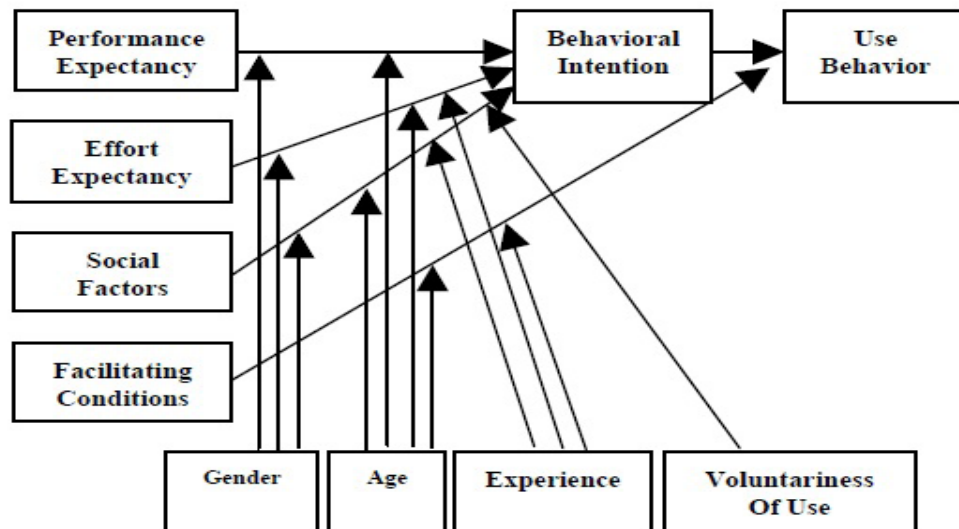 Performance
Expectancy
Behavioral
Intention
Use
Behavior
Effort
Expectancy
Social
Factors
Facilitating
Conditions
Gender
Age
Experience
Voluntariness
Of Use